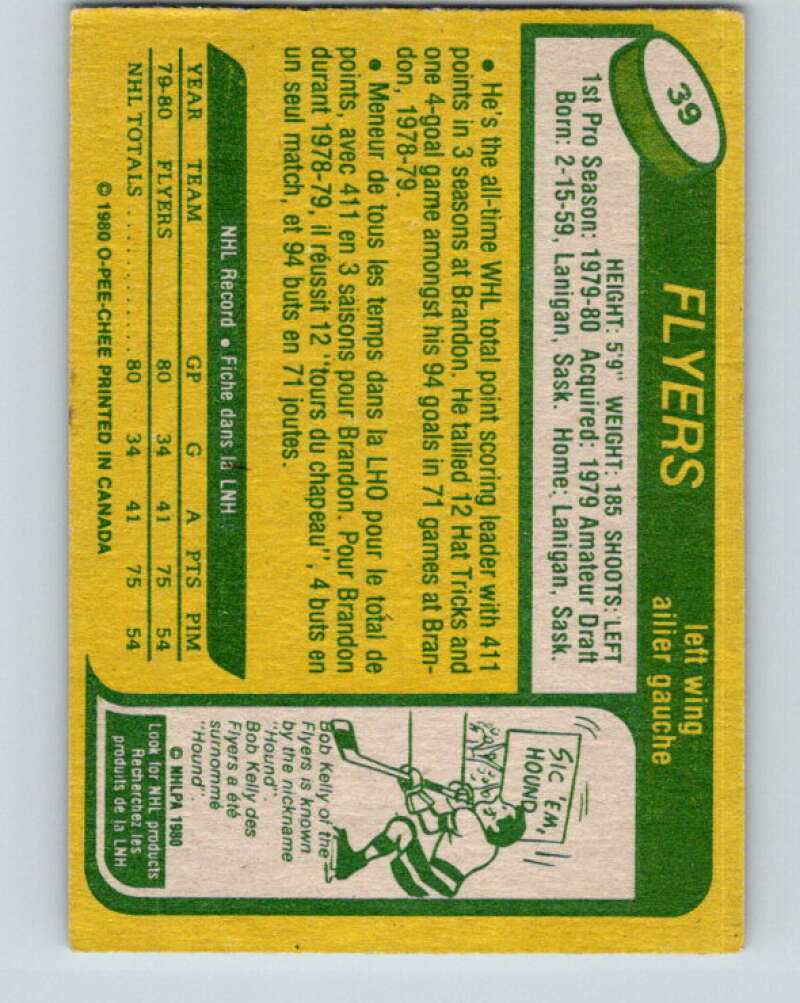 39
FLYERS
left wing
ailier gauche
HEIGHT: 5'9" WEIGHT: 185 SHOOTS: LEFT
1st Pro Season: 1979-80 Acquired: 1979 Amateur Draft
Born: 2-15-59, Lanigan, Sask. Home: Lanigan, Sask.
• He's the all-time WHL total point scoring leader with 411
points in 3 seasons at Brandon. He tallied 12 Hat Tricks and
one 4-goal game amongst his 94 goals in 71 games at Bran-
don, 1978-79.
• Meneur de tous les temps dans la LHO pour le total de
points, avec 411 en 3 saisons pour Brandon. Pour Brandon
durant 1978-79, il réussit 12 "tours du chapeau", 4 buts en
un seul match, et 94 buts en 71 joutes.
NHL Record • Fiche dans la LNH
YEAR TEAM GP G A PTS PIM
79-80 FLYERS 80 34 41 75 54
NHL TOTALS 80 34 41 75 54
© 1980 O-PEE-CHEE PRINTED IN CANADA
SIC 'EM,
HOUND
Bob Kelly of the
Flyers is known
by the nickname
"Hound".
Bob Kelly des
Flyers a été
surnommé
"Hound".
© NHLPA 1980
Look for NHL products
Recherchez les
produits de la LNH